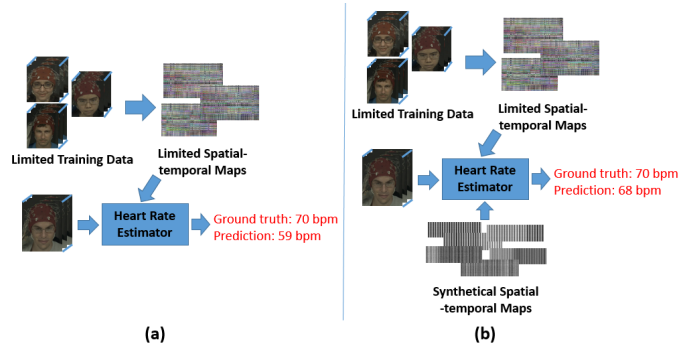 Limited Training Data
Limited Spatial-
temporal Maps
Heart Rate
Estimator
Ground truth: 70 bpm
Prediction: 59 bpm
(a)
Limited Training Data
Limited Spatial-
temporal Maps
Heart Rate
Estimator
Ground truth: 70 bpm
Prediction: 68 bpm
Synthetical Spatial
-temporal Maps
(b)